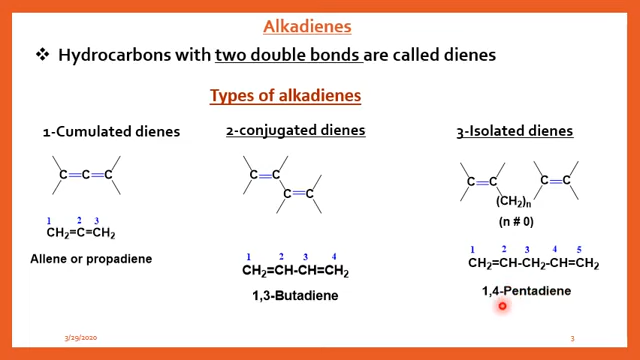 Alkadienes
❖ Hydrocarbons with two double bonds are called dienes
Types of alkadienes
1-Cumulated dienes
C=C=C
1 2 3
CH₂=C=CH₂
Allene or propadiene
2-conjugated dienes
C=C
C=C
1 2 3 4
CH₂=CH-CH=CH₂
1,3-Butadiene
3-Isolated dienes
C=C C=C
(CH₂)n
(n # 0)
1 2 3 4 5
CH₂=CH-CH₂-CH=CH₂
1,4-Pentadiene
3/29/2020
3